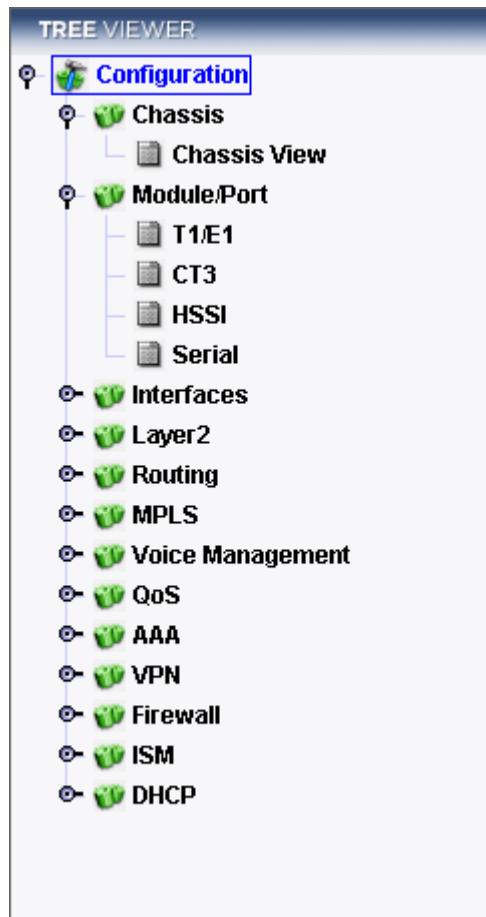 TREE VIEWER
Configuration
Chassis
Chassis View
Module/Port
T1/E1
CT3
HSSI
Serial
Interfaces
Layer2
Routing
MPLS
Voice Management
QoS
AAA
VPN
Firewall
ISM
DHCP